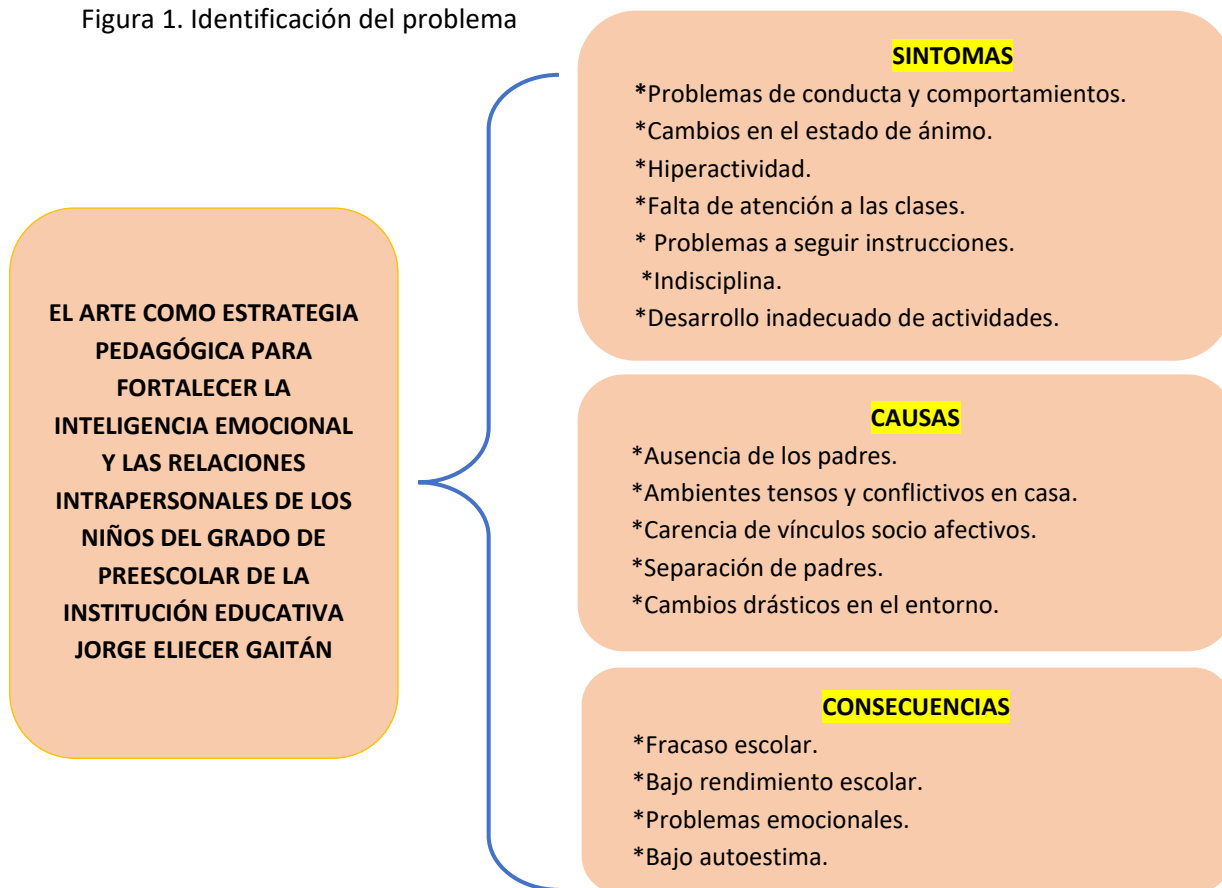 Figura 1. Identificación del problema
EL ARTE COMO ESTRATEGIA
PEDAGÓGICA PARA
FORTALECER LA
INTELIGENCIA EMOCIONAL
Y LAS RELACIONES
INTRAPERSONALES DE LOS
NIÑOS DEL GRADO DE
PREESCOLAR DE LA
INSTITUCIÓN EDUCATIVA
JORGE ELIECER GAITÁN
SINTOMAS
*Problemas de conducta y comportamientos.
*Cambios en el estado de ánimo.
*Hiperactividad.
*Falta de atención a las clases.
* Problemas a seguir instrucciones.
*Indisciplina.
*Desarrollo inadecuado de actividades.
CAUSAS
*Ausencia de los padres.
*Ambientes tensos y conflictivos en casa.
*Carencia de vínculos socio afectivos.
*Separación de padres.
*Cambios drásticos en el entorno.
CONSECUENCIAS
*Fracaso escolar.
*Bajo rendimiento escolar.
*Problemas emocionales.
*Bajo autoestima.